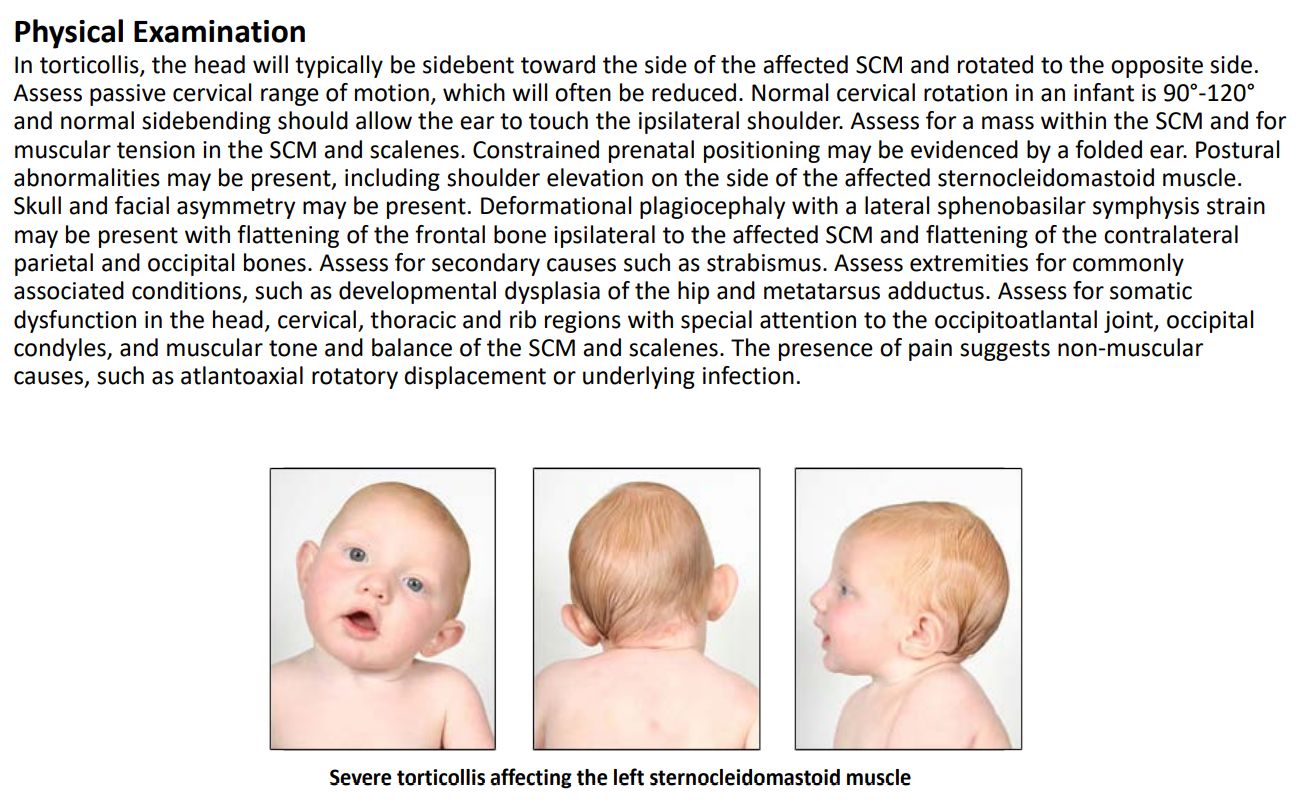 Physical Examination
In torticollis, the head will typically be sidebent toward the side of the affected SCM and rotated to the opposite side.
Assess passive cervical range of motion, which will often be reduced. Normal cervical rotation in an infant is 90°-120°
and normal sidebending should allow the ear to touch the ipsilateral shoulder. Assess for a mass within the SCM and for
muscular tension in the SCM and scalenes. Constrained prenatal positioning may be evidenced by a folded ear. Postural
abnormalities may be present, including shoulder elevation on the side of the affected sternocleidomastoid muscle.
Skull and facial asymmetry may be present. Deformational plagiocephaly with a lateral sphenobasilar symphysis strain
may be present with flattening of the frontal bone ipsilateral to the affected SCM and flattening of the contralateral
parietal and occipital bones. Assess for secondary causes such as strabismus. Assess extremities for commonly
associated conditions, such as developmental dysplasia of the hip and metatarsus adductus. Assess for somatic
dysfunction in the head, cervical, thoracic and rib regions with special attention to the occipitoatlantal joint, occipital
condyles, and muscular tone and balance of the SCM and scalenes. The presence of pain suggests non-muscular
causes, such as atlantoaxial rotatory displacement or underlying infection.
Severe torticollis affecting the left sternocleidomastoid muscle